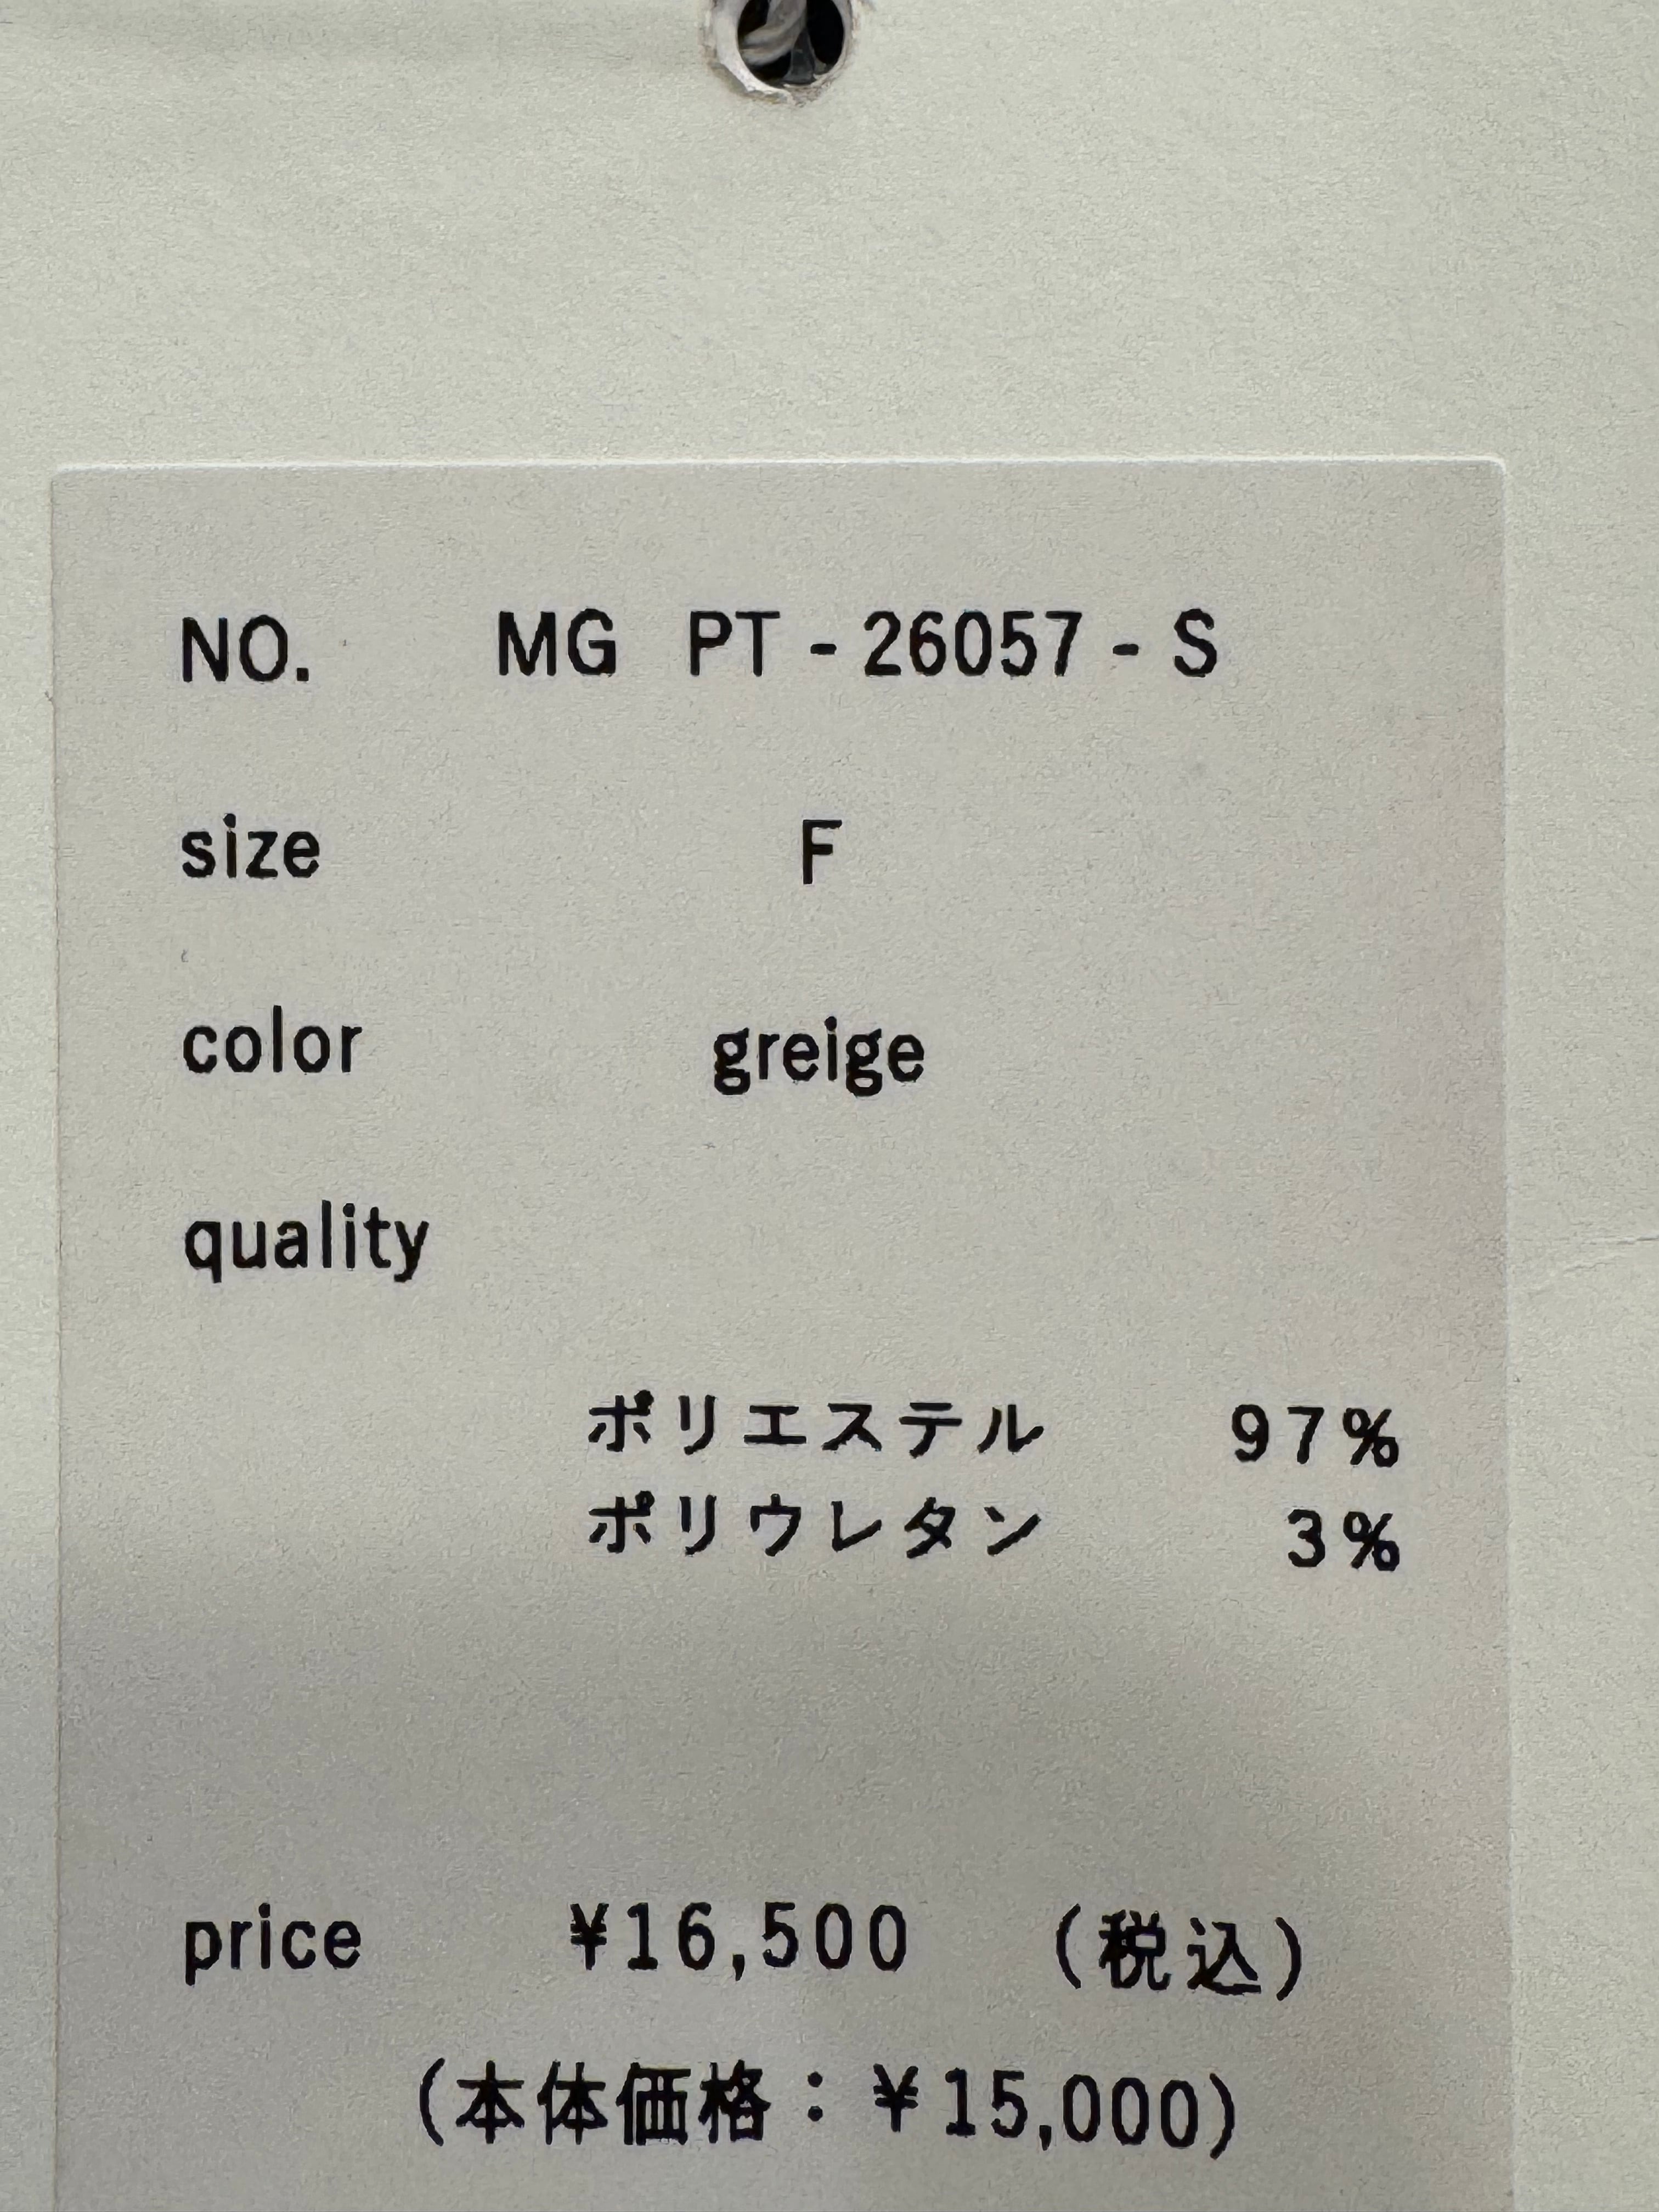 NO. MG PT - 26057 - S
size F
color greige
quality
ポリエステル 97%
ポリウレタン 3%
price ¥16,500 (税込)
(本体価格：¥15,000)